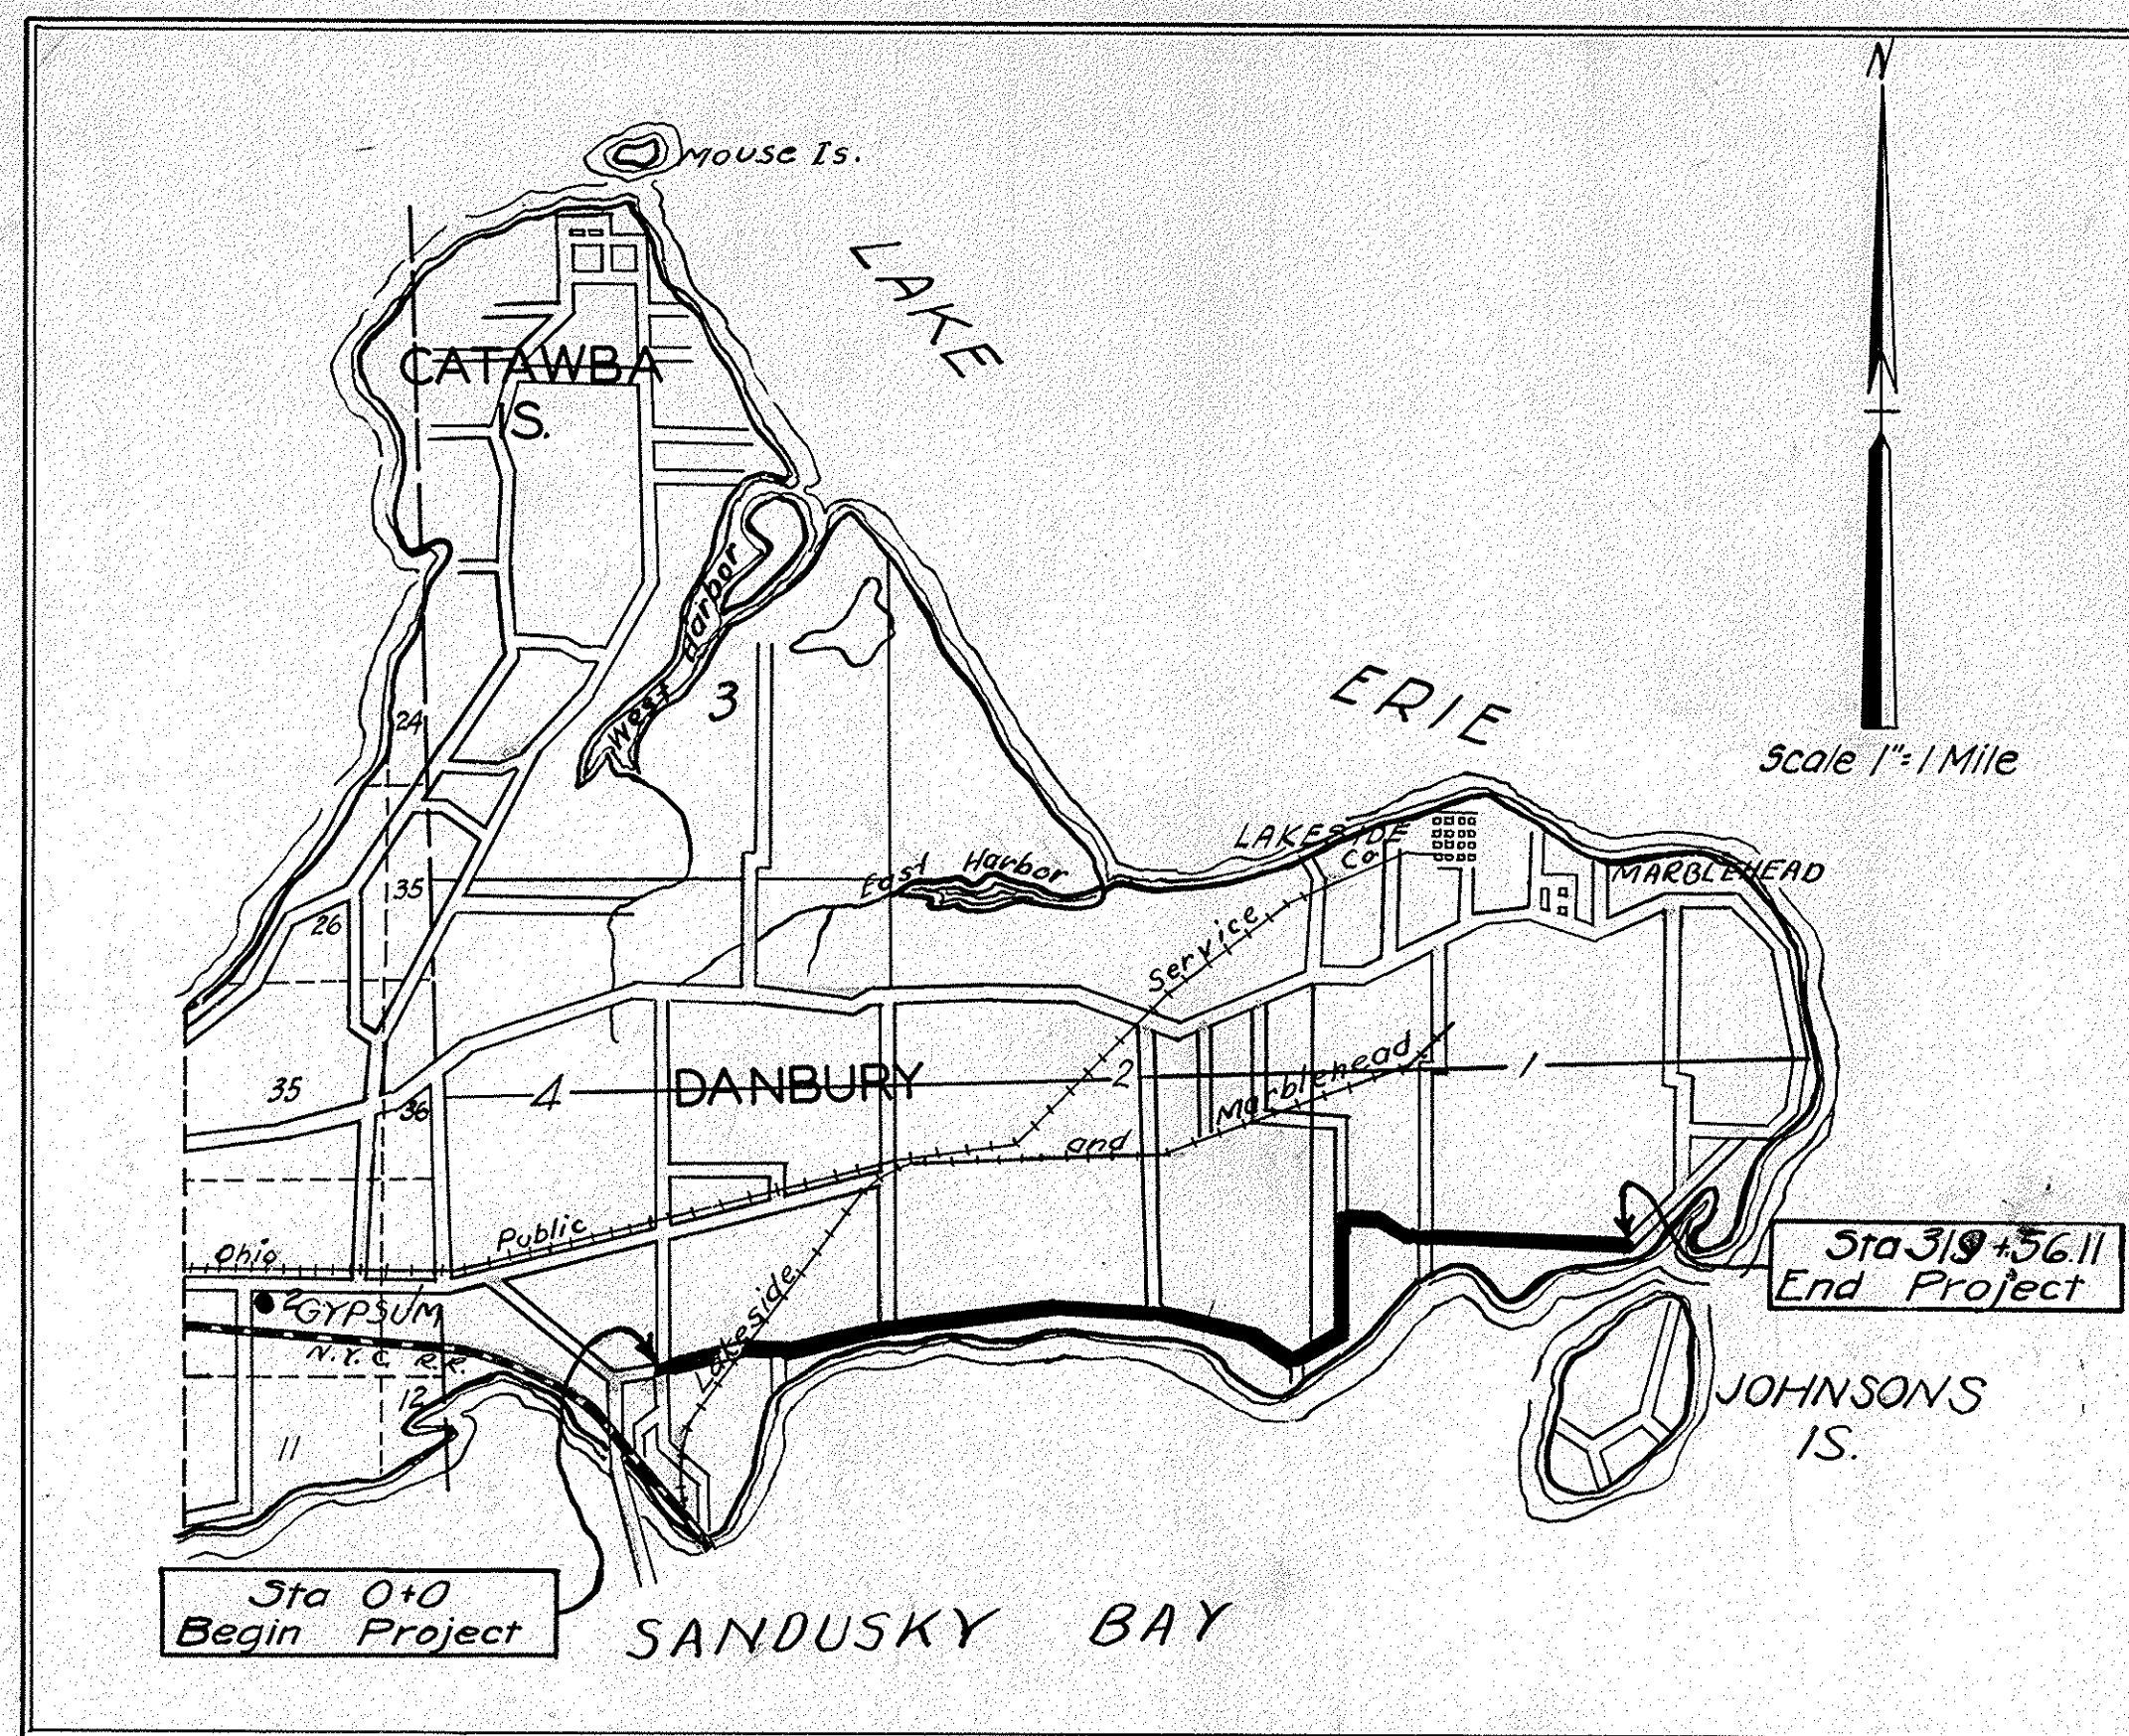 N
Mouse Is.
LAKE
CATAWBA
IS.
West Harbor
3
ERIE
24
Scale 1"=1 Mile
LAKESIDE
Co
MARBLEHEAD
East Harbor
35
26
Service
DANBURY
Marblehead
4
2
1
35
36
and
Public
Ohio
Sta 319+56.11
End Project
2
GYPSUM
1
Lakeside
N.Y.C. R.R.
12
11
JOHNSONS
IS.
Sta 0+0
Begin Project
SANDUSKY BAY